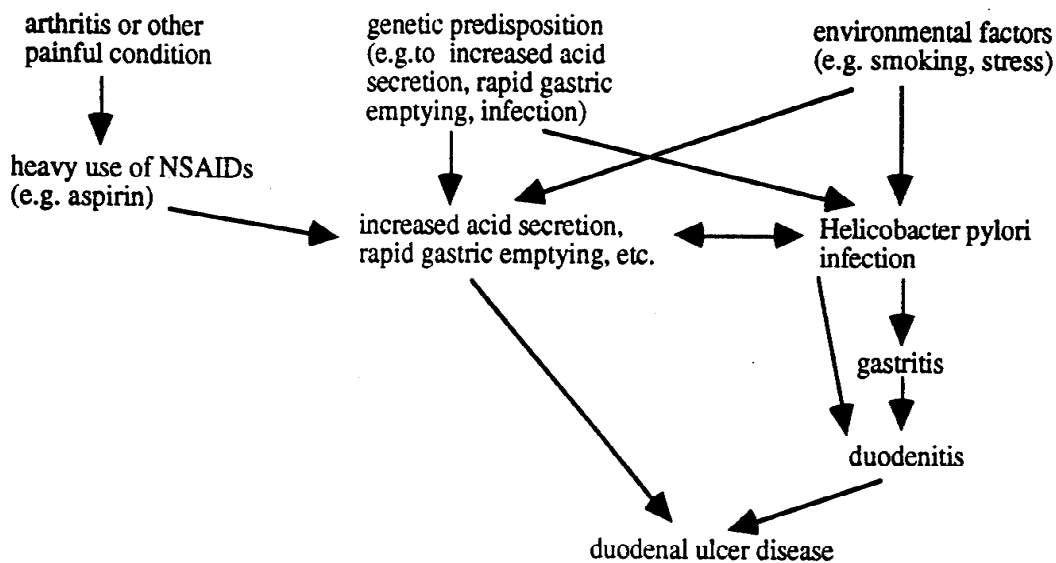 arthritis or other
painful condition
genetic predisposition
(e.g.to increased acid
secretion, rapid gastric
emptying, infection)
environmental factors
(e.g. smoking, stress)
heavy use of NSAIDs
(e.g. aspirin)
increased acid secretion,
rapid gastric emptying, etc.
Helicobacter pylori
infection
gastritis
duodenitis
duodenal ulcer disease